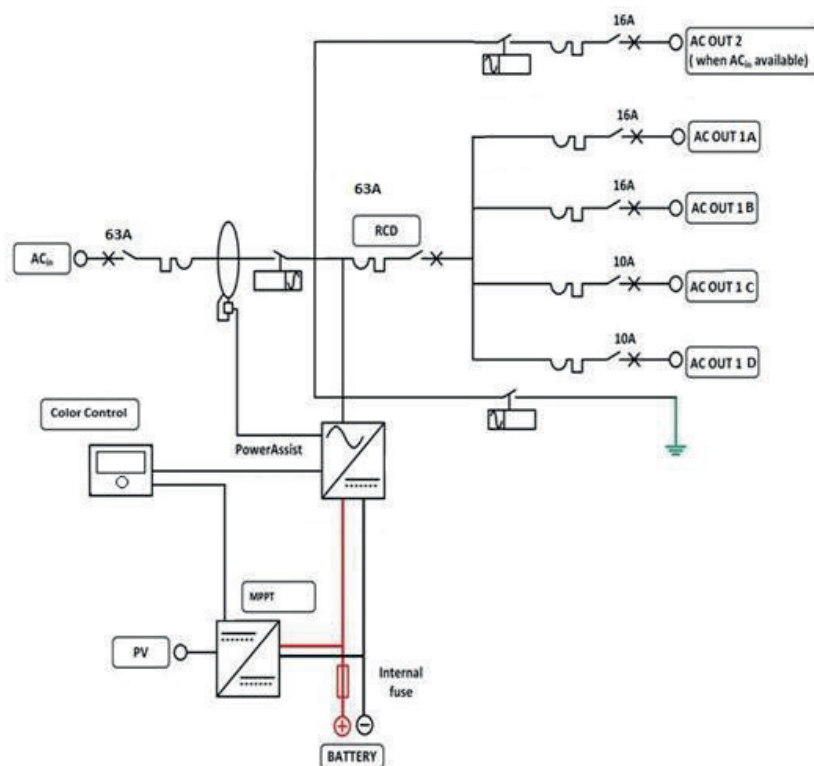 16A
AC OUT 2
( when ACin available)
16A
AC OUT 1A
63A
16A
RCD
AC OUT 1B
63A
ACin
10A
AC OUT 1 C
10A
AC OUT 1 D
Color Control
PowerAssist
MPPT
PV
Internal
fuse
BATTERY